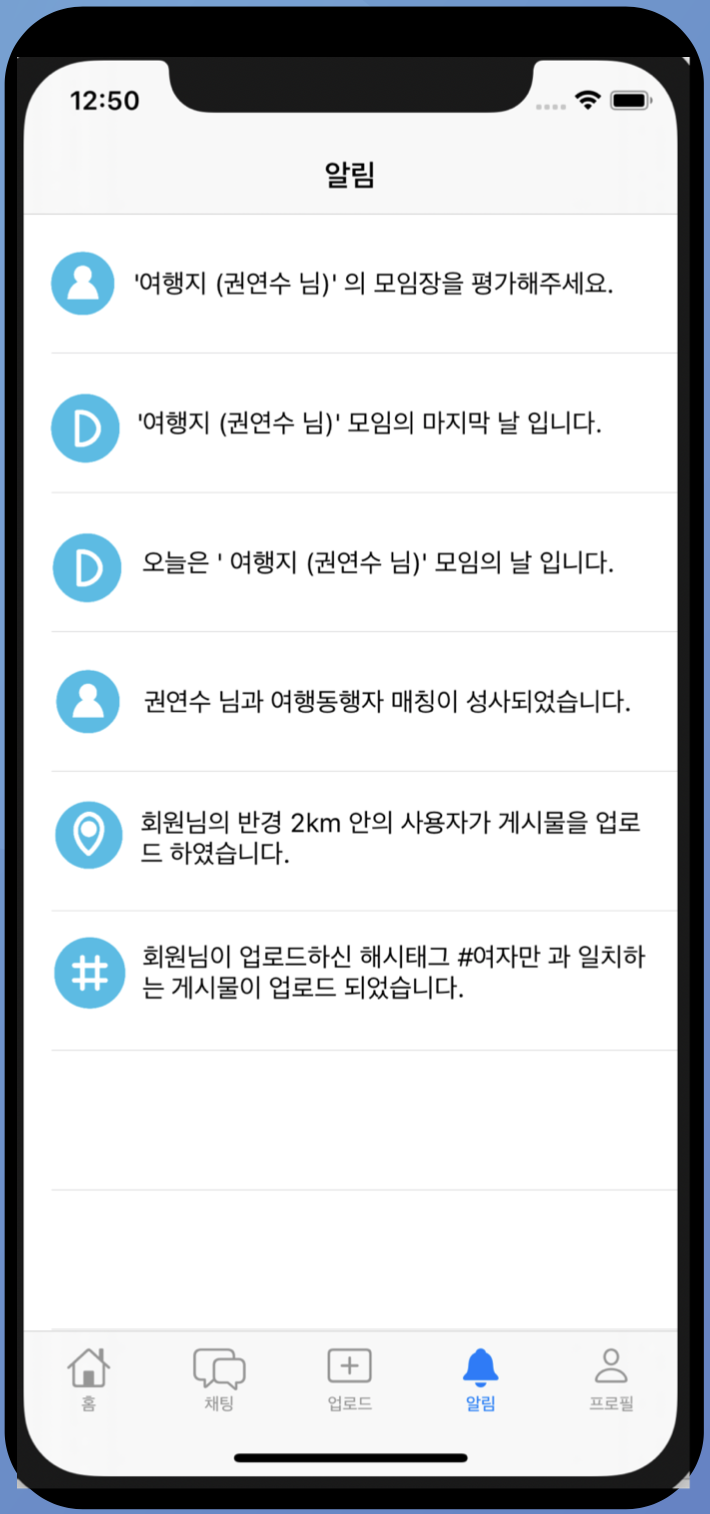 12:50
알림
'여행지 (권연수 님)' 의 모임장을 평가해주세요.
D
'여행지 (권연수 님)' 모임의 마지막 날 입니다.
D
오늘은 ' 여행지 (권연수 님)' 모임의 날 입니다.
권연수 님과 여행동행자 매칭이 성사되었습니다.
회원님의 반경 2km 안의 사용자가 게시물을 업로
드 하였습니다.
#
회원님이 업로드하신 해시태그 #여자만 과 일치하
는 게시물이 업로드 되었습니다.
홈
채팅
업로드
알림
프로필